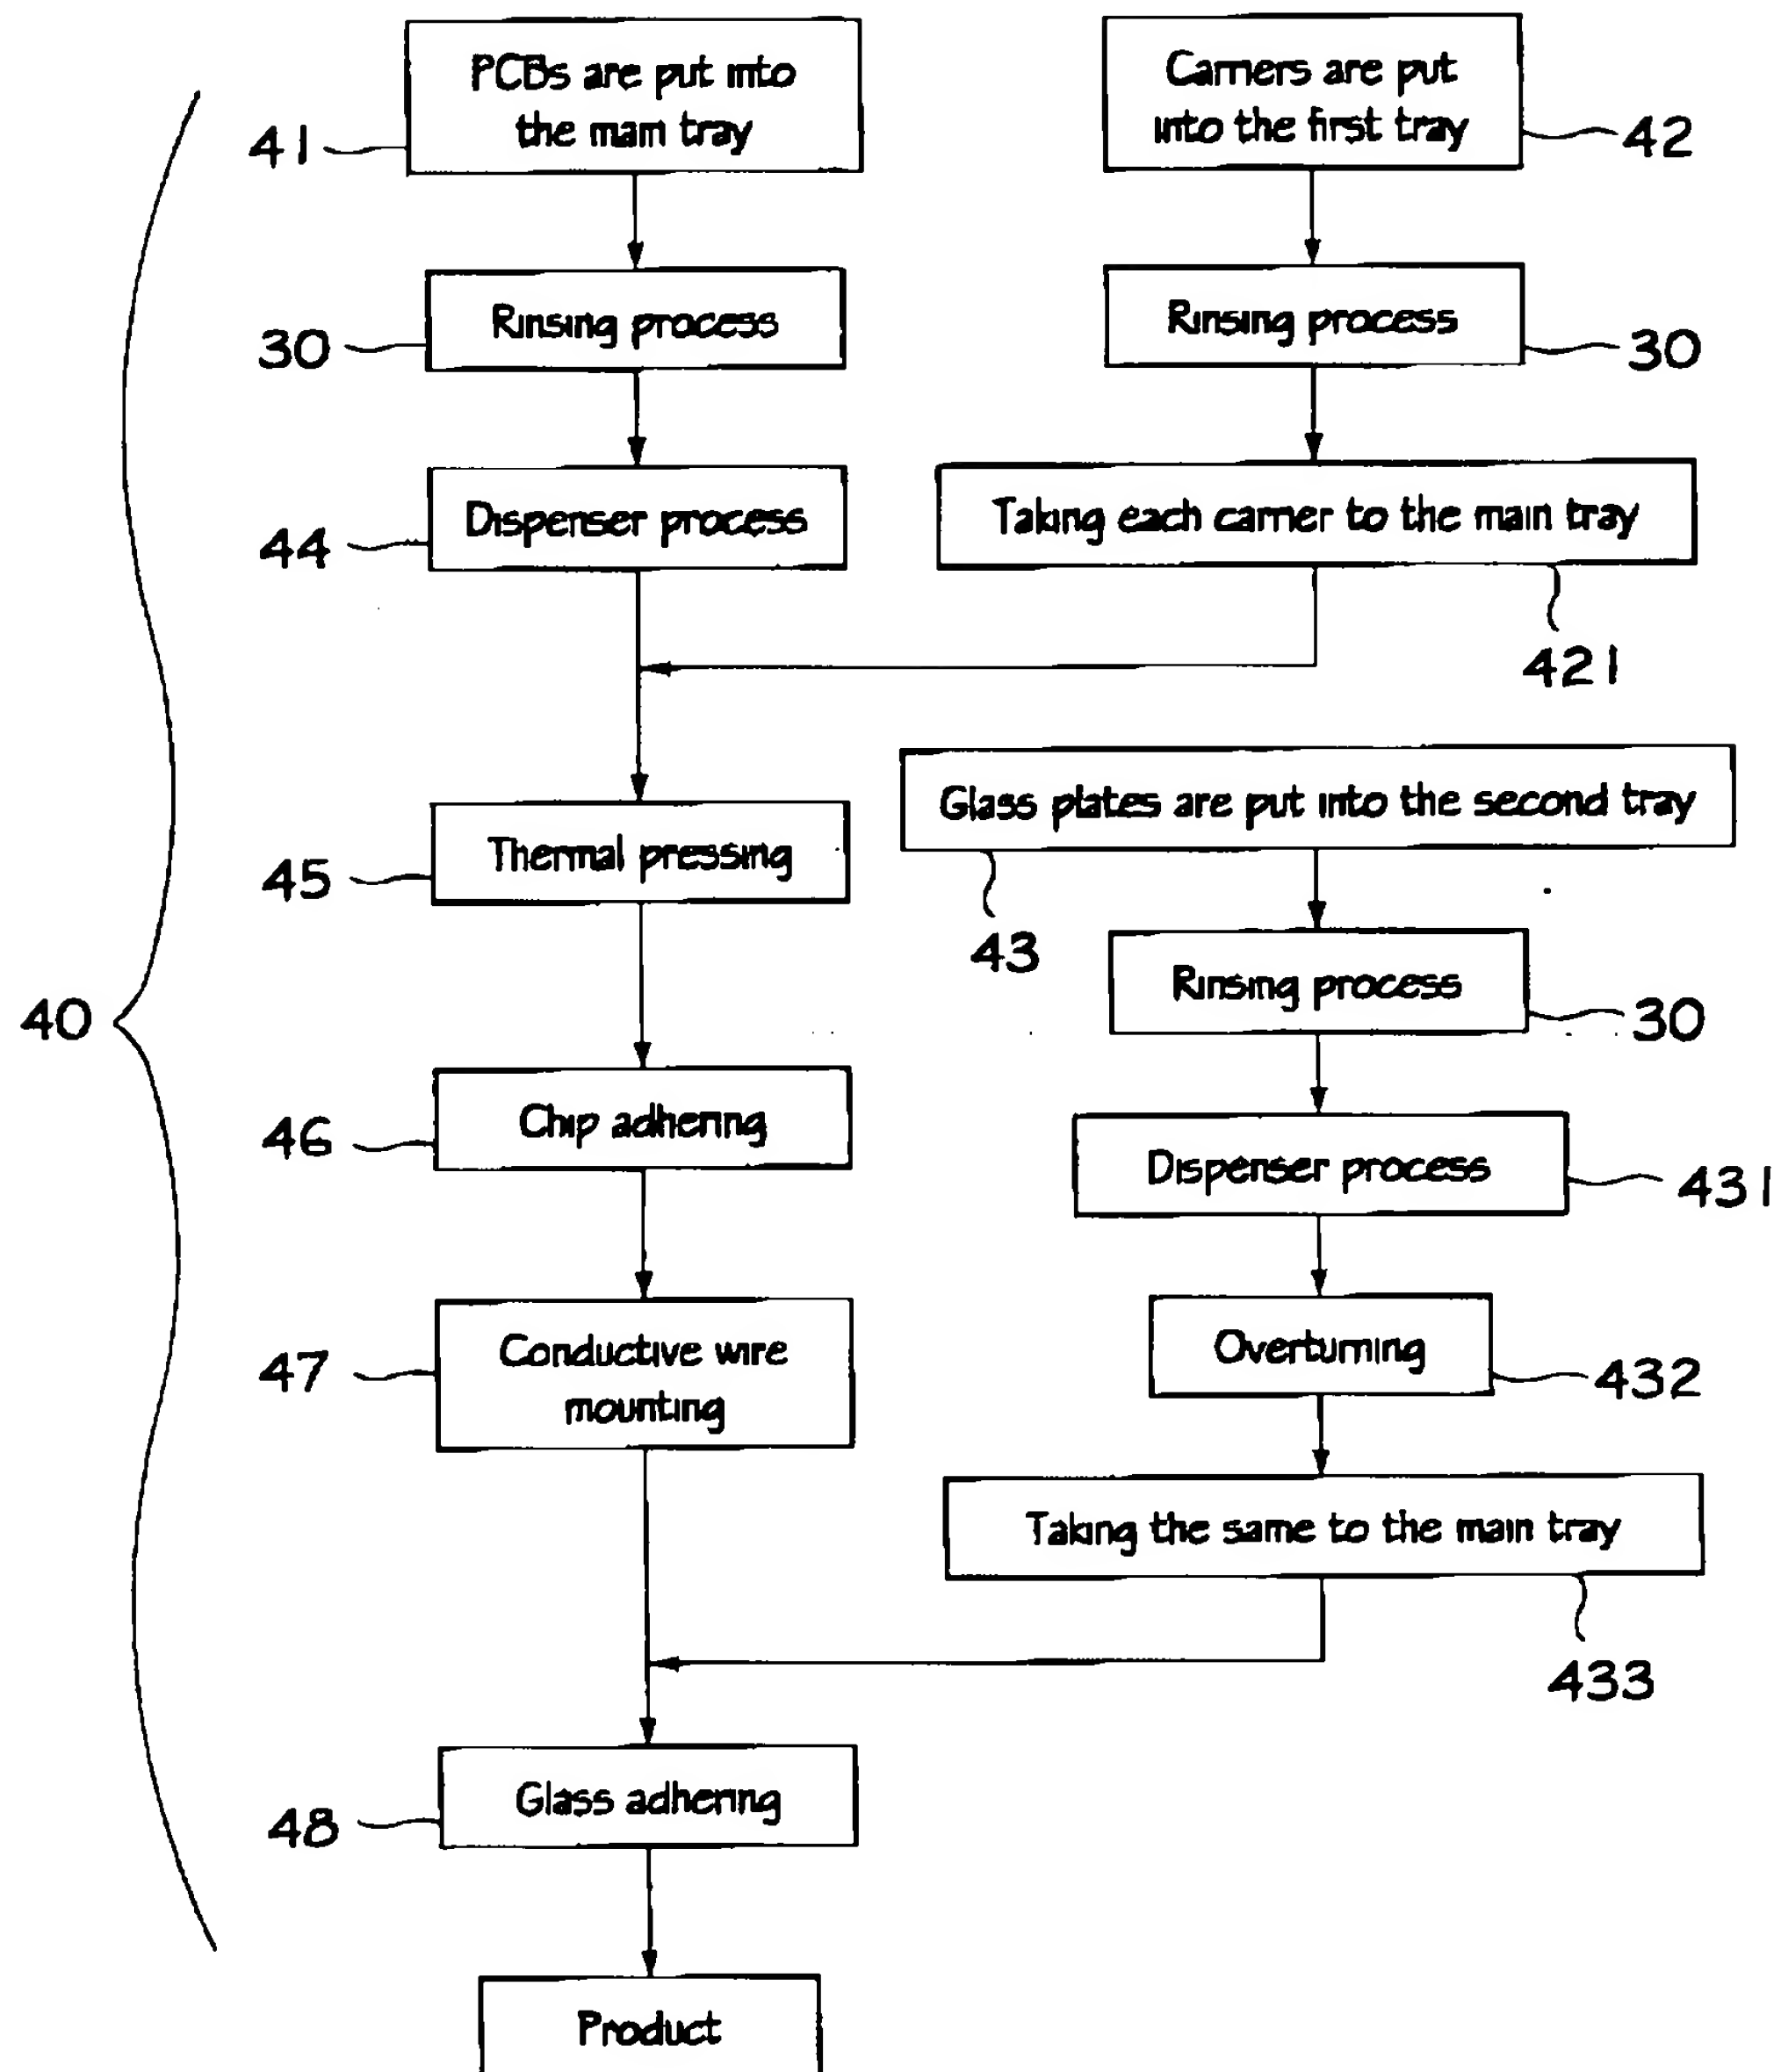 PCBs are put into
the main tray
41
Carriers are put
into the first tray
42
Rinsing process
30
Rinsing process
30
Dispenser process
44
Taking each carrier to the main tray
421
Glass plates are put into the second tray
43
Thermal pressing
45
Rinsing process
30
40
Chip adhering
46
Dispenser process
431
Conductive wire
mounting
47
Overturning
432
Taking the same to the main tray
433
Glass adhering
48
Product